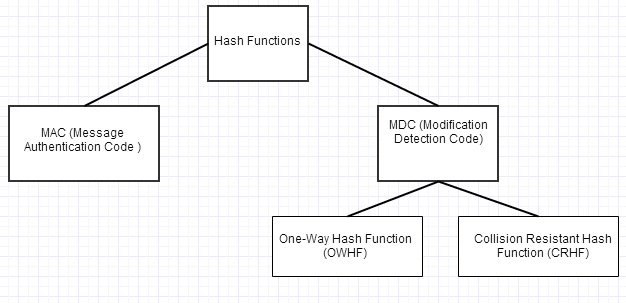 Hash Functions
MAC (Message
Authentication Code )
MDC (Modification
Detection Code)
One-Way Hash Function
(OWHF)
Collision Resistant Hash
Function (CRHF)